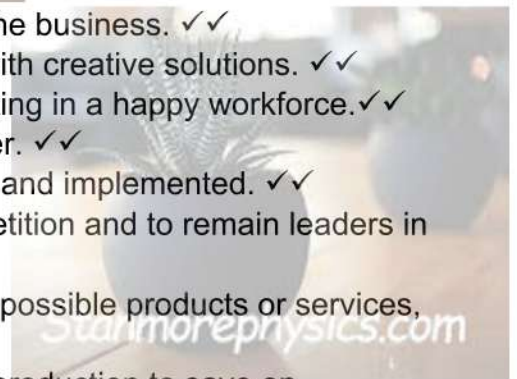 he business. ✓✓
ith creative solutions. ✓✓
ing in a happy workforce.✓✓
er. ✓✓
and implemented. ✓✓
etition and to remain leaders in
possible products or services,
Stanmorephysics.com